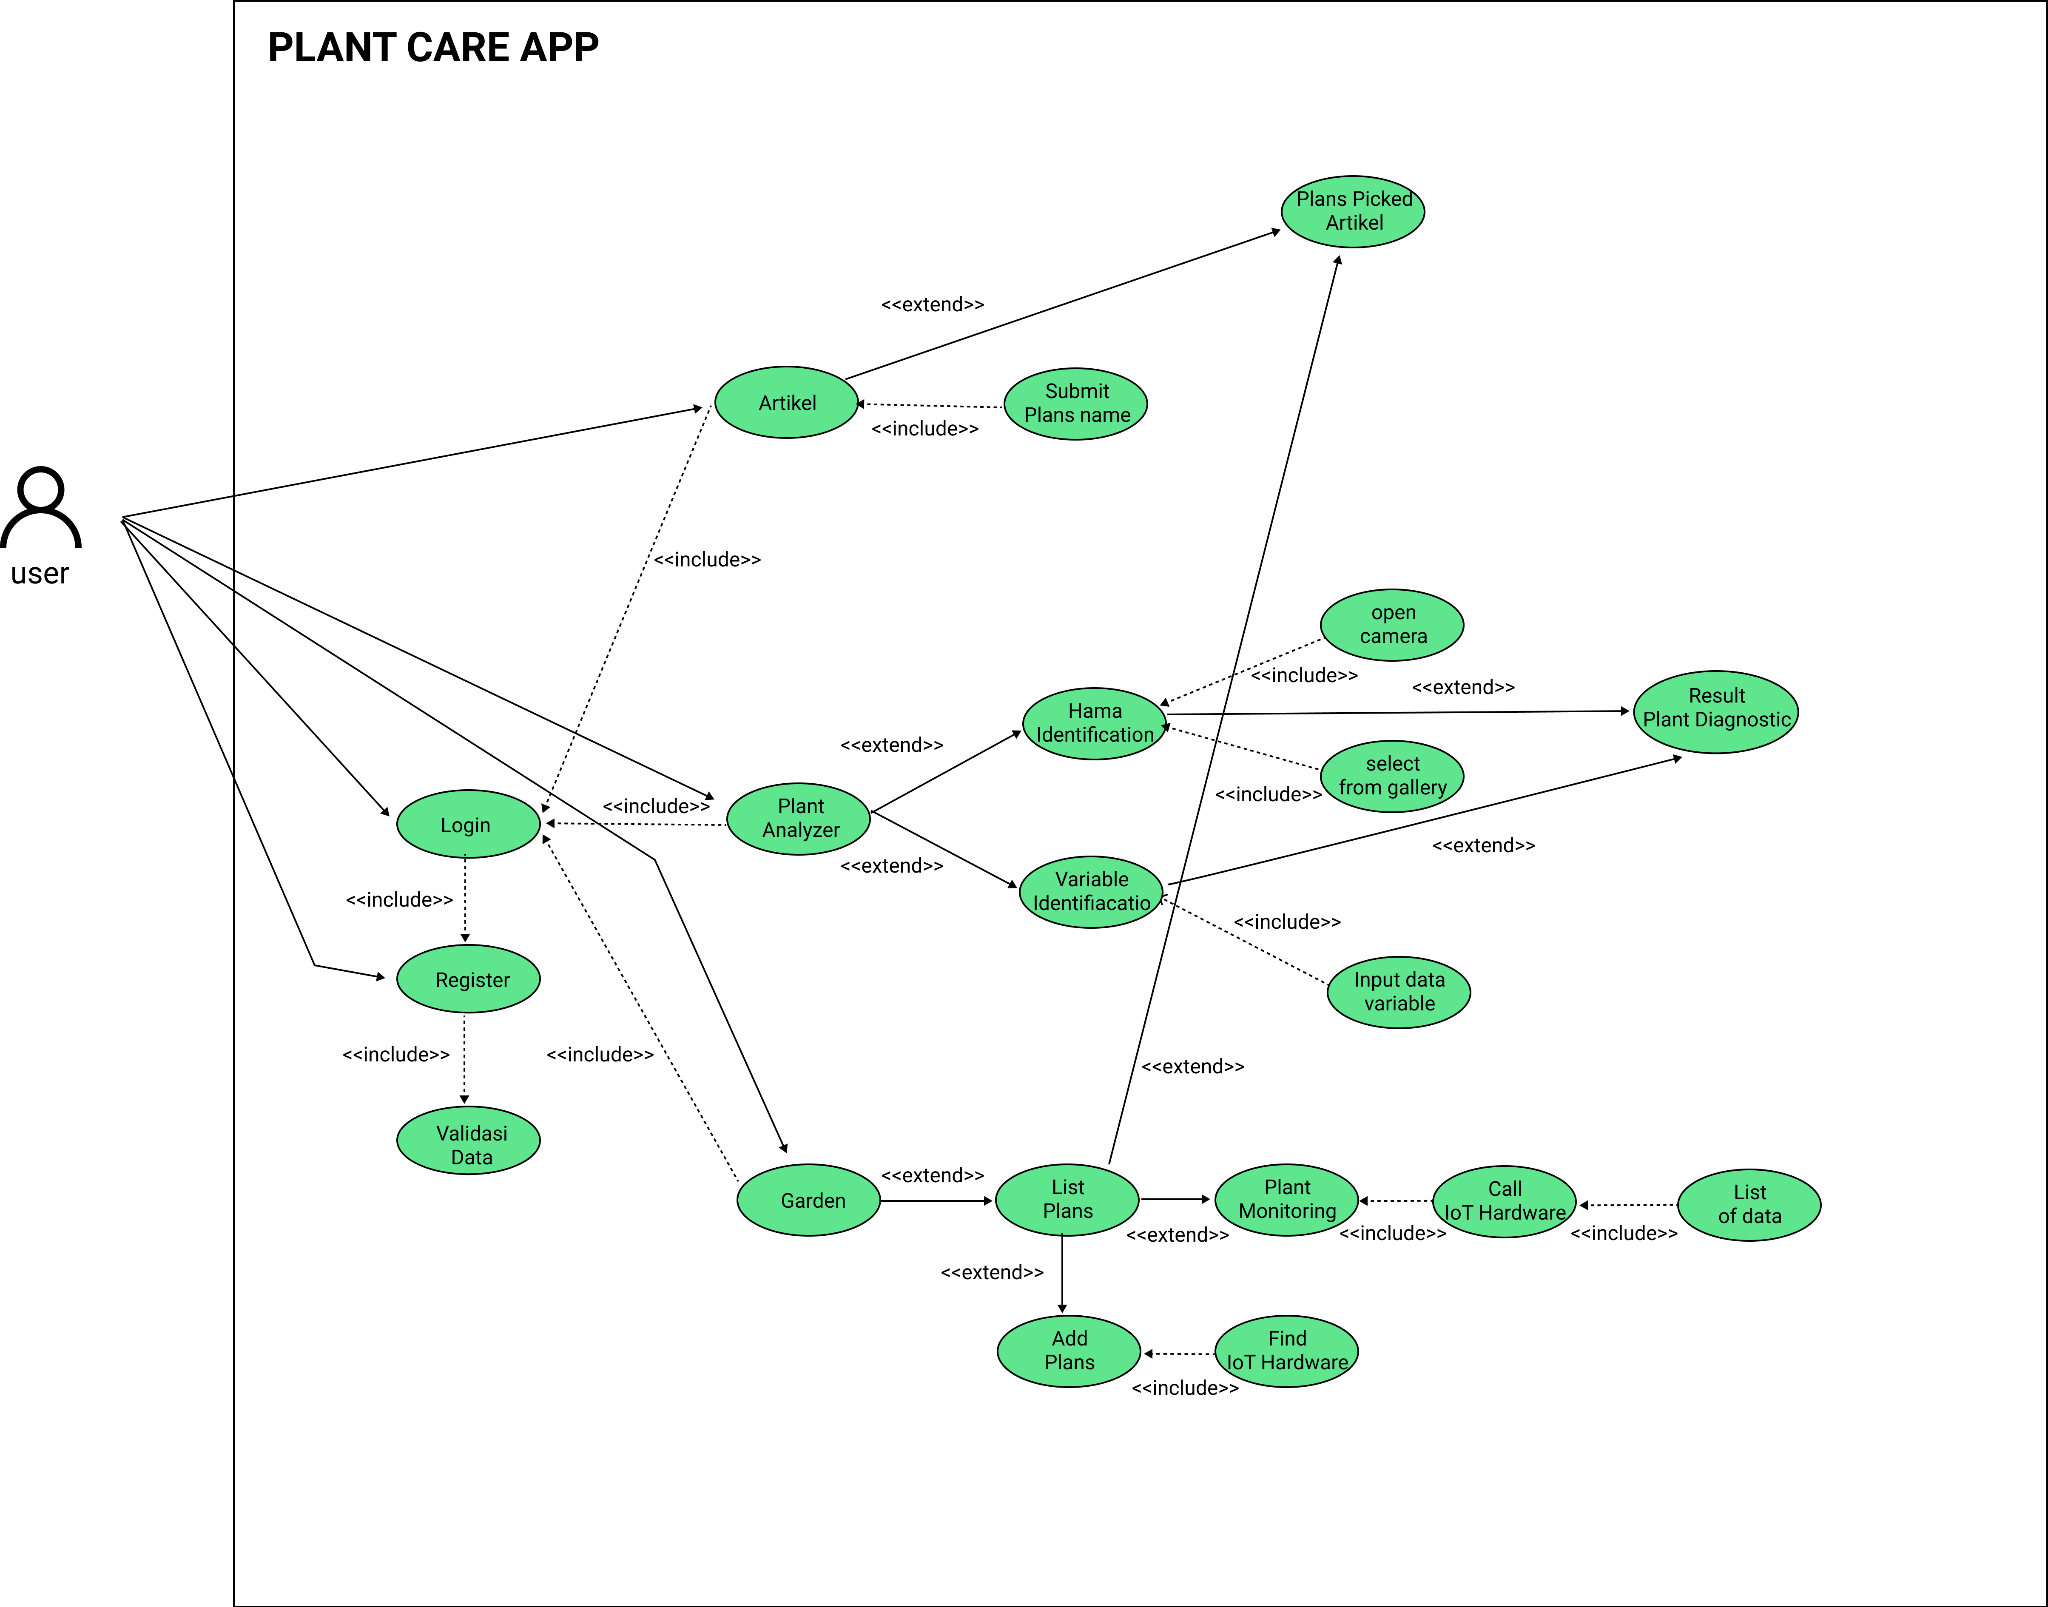 PLANT CARE APP
Plans Picked
Artikel
<<extend>>
Artikel
Submit
Plans name
<<include>>
user
<<include>>
open
camera
<<include>>
<<extend>>
Result
Plant Diagnostic
Hama
Identification
<<extend>>
select
from gallery
<<include>>
<<include>>
Plant
Analyzer
Login
<<extend>>
<<extend>>
Variable
Identifiacatio
<<include>>
<<include>>
Register
Input data
variable
<<include>>
<<include>>
<<extend>>
Validasi
Data
<<extend>>
Garden
List
Plans
Plant
Monitoring
Call
IoT Hardware
List
of data
<<extend>>
<<include>>
<<include>>
<<extend>>
Add
Plans
Find
IoT Hardware
<<include>>